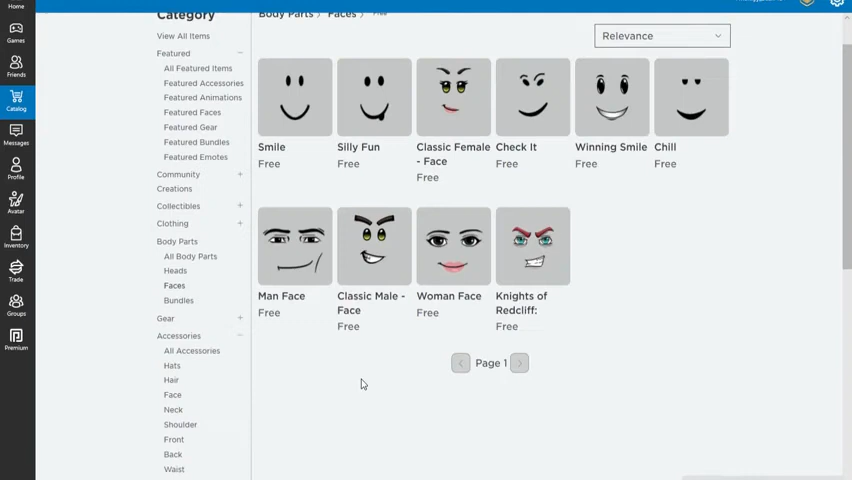 Home
Games
Friends
Catalog
Messages
Profile
Avatar
Inventory
Trade
Groups
Premium
Category
View All Items
Featured
All Featured Items
Featured Accessories
Featured Animations
Featured Faces
Featured Gear
Featured Bundles
Featured Emotes
Community
Creations
Collectibles
Clothing
Body Parts
All Body Parts
Heads
Faces
Bundles
Gear
Accessories
All Accessories
Hats
Hair
Face
Neck
Shoulder
Front
Back
Waist
Body Parts > Faces > Free
Relevance
Smile
Free
Silly Fun
Free
Classic Female
- Face
Free
Check It
Free
Winning Smile
Free
Chill
Free
Man Face
Free
Classic Male -
Face
Free
Woman Face
Free
Knights of
Redcliff:
Free
Page 1